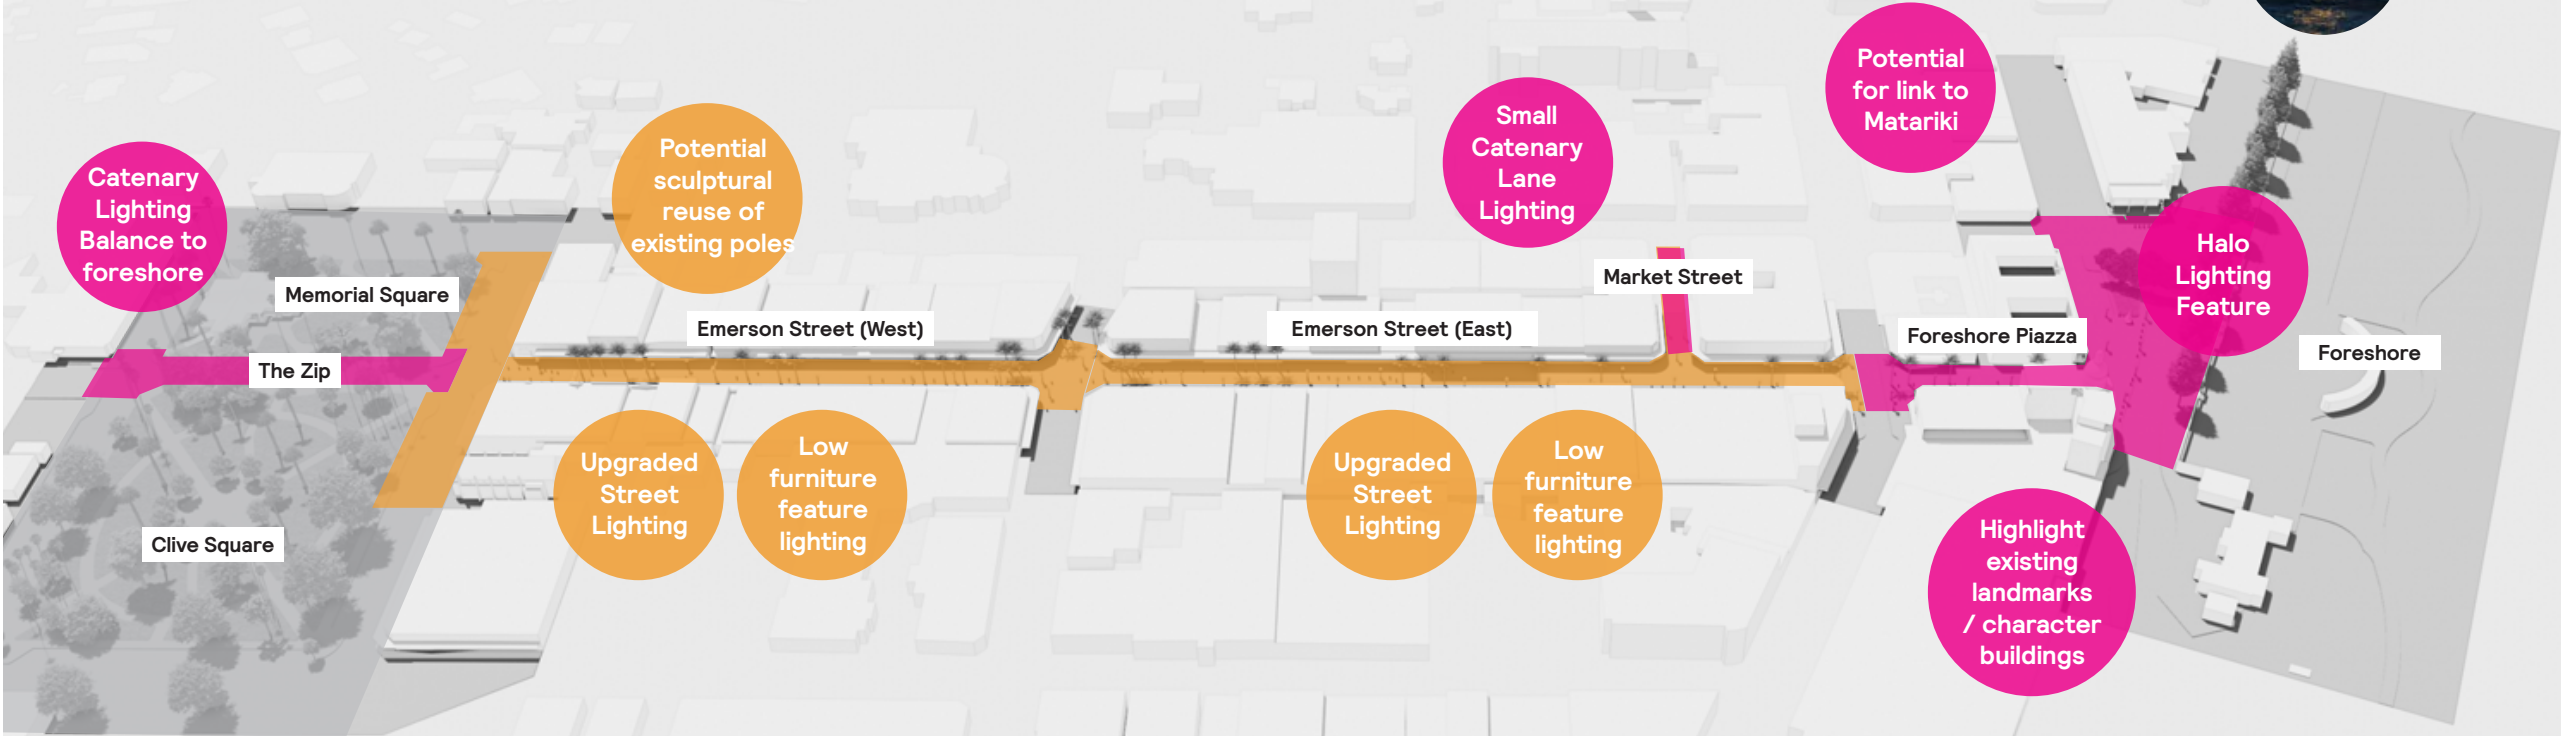 Catenary
Lighting
Balance to
foreshore
Memorial Square
The Zip
Clive Square
Potential
sculptural
reuse of
existing poles
Emerson Street (West)
Upgraded
Street
Lighting
Low
furniture
feature
lighting
Small
Catenary
Lane
Lighting
Market Street
Emerson Street (East)
Upgraded
Street
Lighting
Low
furniture
feature
lighting
Potential
for link to
Matariki
Halo
Lighting
Feature
Foreshore Piazza
Foreshore
Highlight
existing
landmarks
/ character
buildings